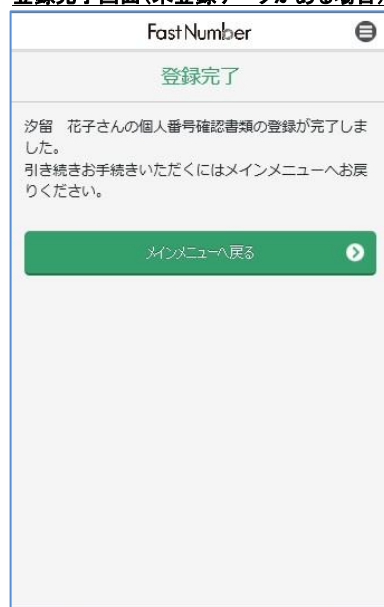 登録完了画面(未登録データがある場合)
FastNumber
登録完了
汐留　花子さんの個人番号確認書類の登録が完了しま
した。
引き続きお手続きいただくにはメインメニューへお戻
りください。
メインメニューへ戻る